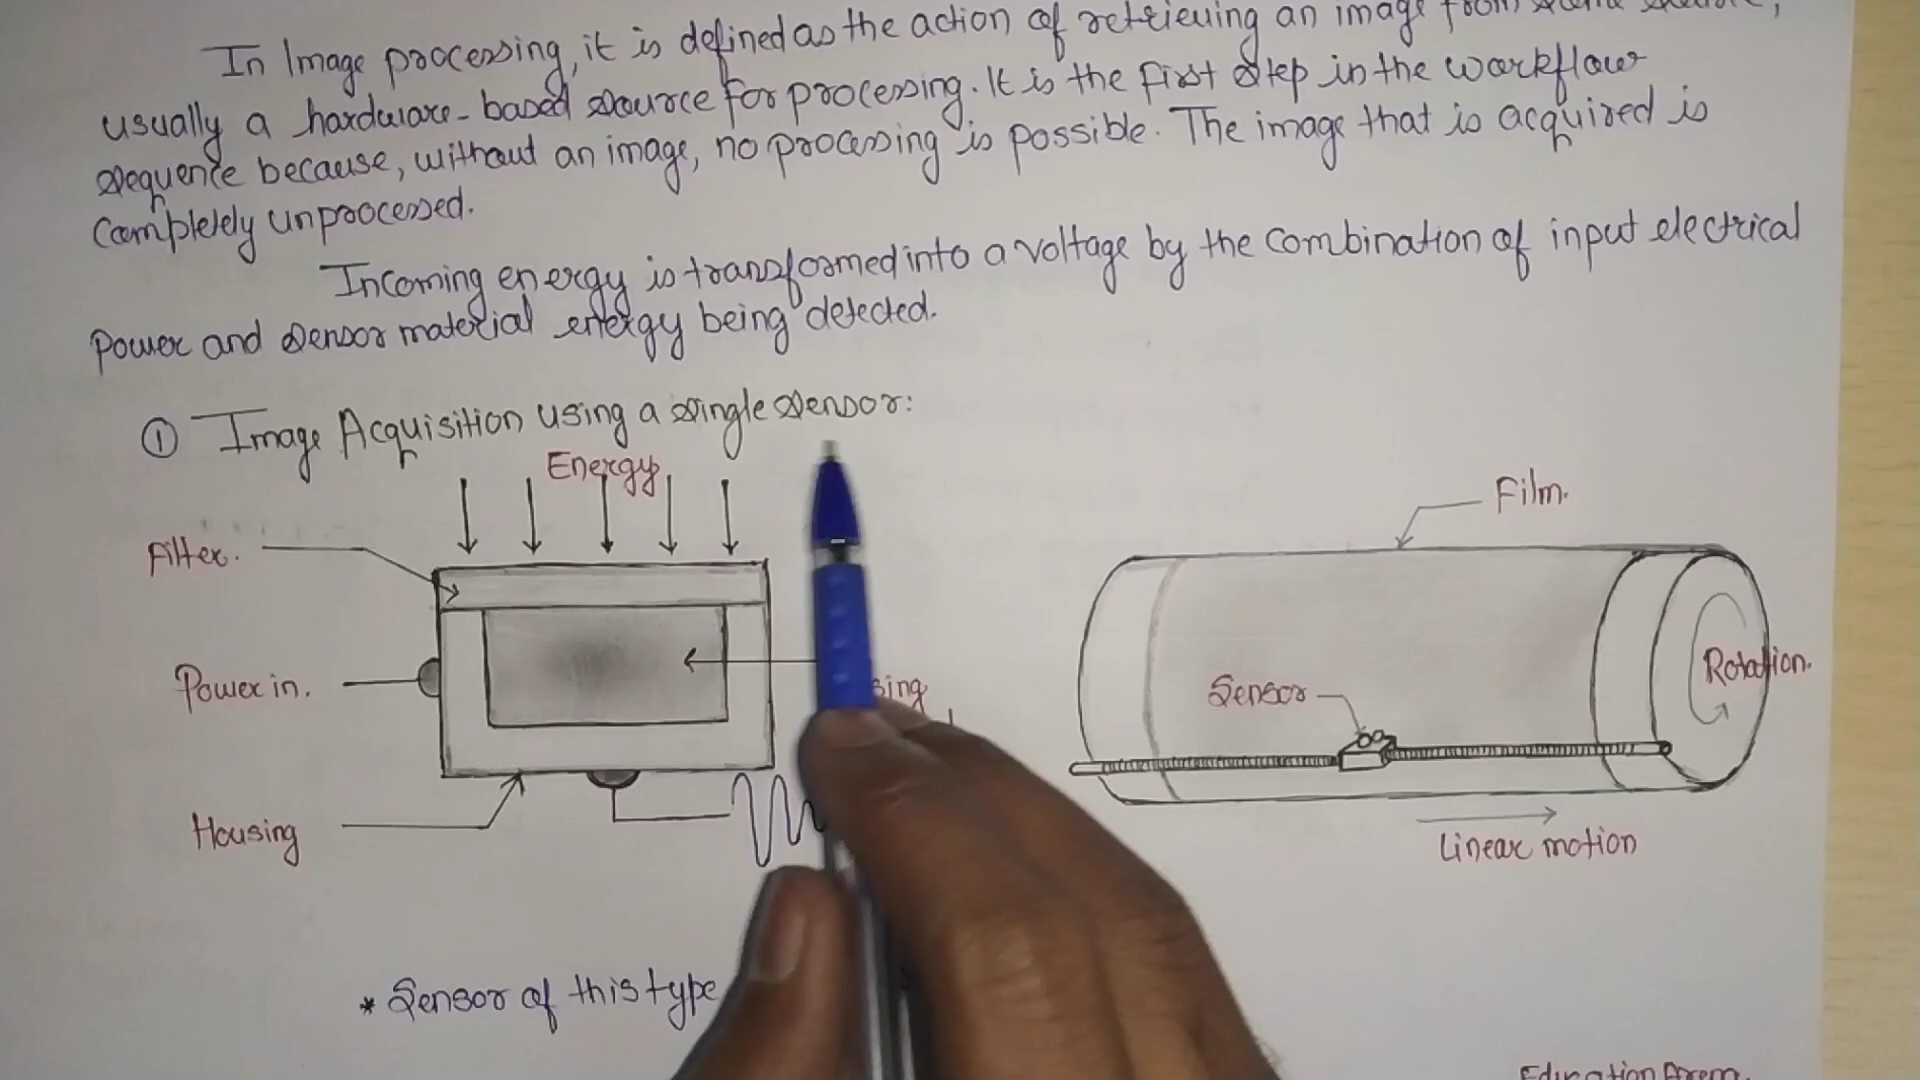 In Image processing, it is defined as the action of retrieving an image from
usually a hardware-based source for processing. It is the first step in the workflow
sequence because, without an image, no processing is possible. The image that is acquired is
completely unprocessed.
Incoming energy is transformed into a voltage by the combination of input electrical
power and sensor material energy being detected.
① Image Acquisition using a single sensor:
Energy
Filter.
Power in.
Housing
Film.
Sensor
Rotation.
Linear motion
* Sensor of this type
Education